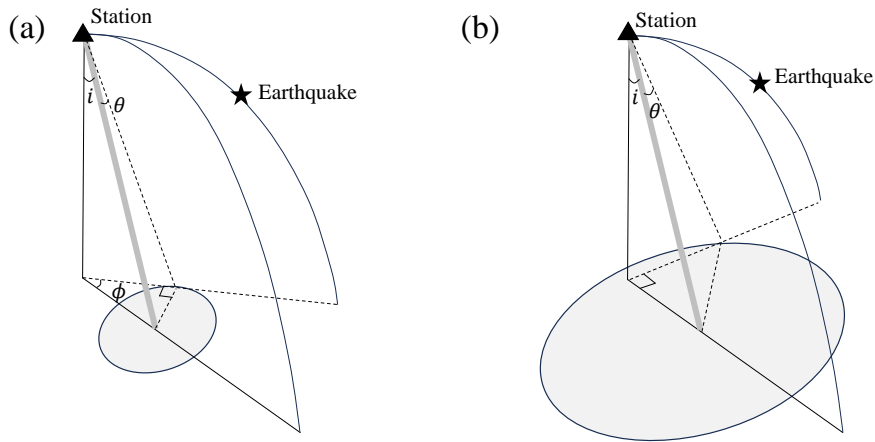 (a)
Station
Earthquake
i
θ
ϕ
(b)
Station
Earthquake
i
θ